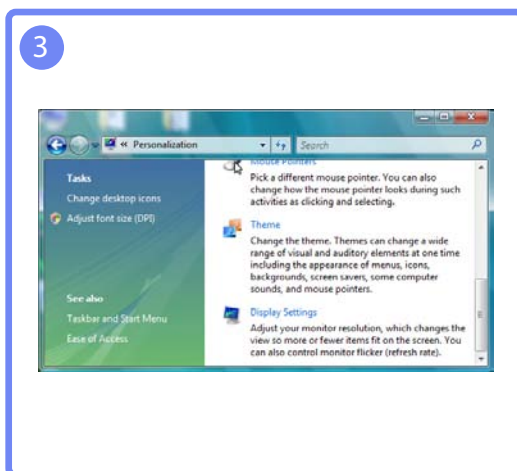 3
« Personalization
Search
Tasks
Change desktop icons
Adjust font size (DPI)
See also
Taskbar and Start Menu
Ease of Access
Mouse Pointers
Pick a different mouse pointer. You can also
change how the mouse pointer looks during such
activities as clicking and selecting.
Theme
Change the theme. Themes can change a wide
range of visual and auditory elements at one time
including the appearance of menus, icons,
backgrounds, screen savers, some computer
sounds, and mouse pointers.
Display Settings
Adjust your monitor resolution, which changes the
view so more or fewer items fit on the screen. You
can also control monitor flicker (refresh rate).